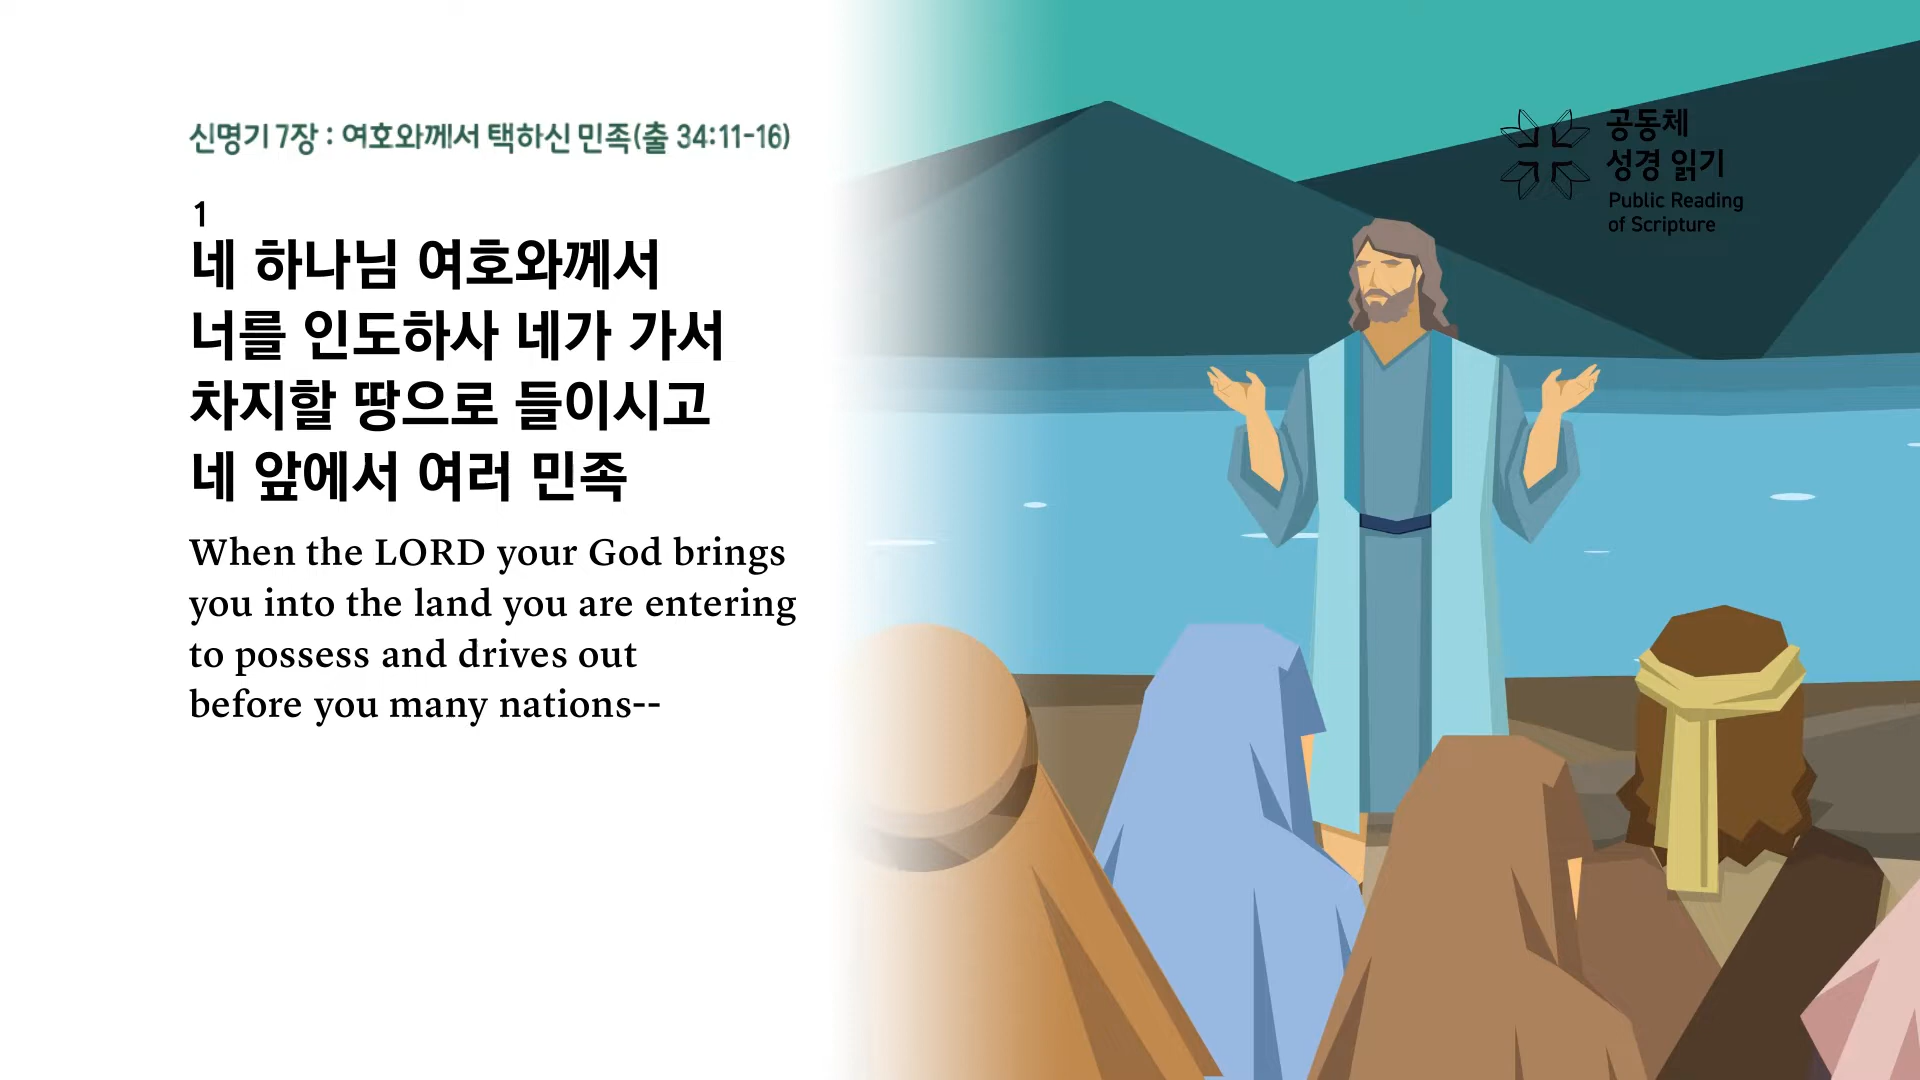 신명기 7장 : 여호와께서 택하신 민족(출 34:11-16)
1
네 하나님 여호와께서
너를 인도하사 네가 가서
차지할 땅으로 들이시고
네 앞에서 여러 민족
When the LORD your God brings
you into the land you are entering
to possess and drives out
before you many nations--
공동체
성경 읽기
Public Reading
of Scripture